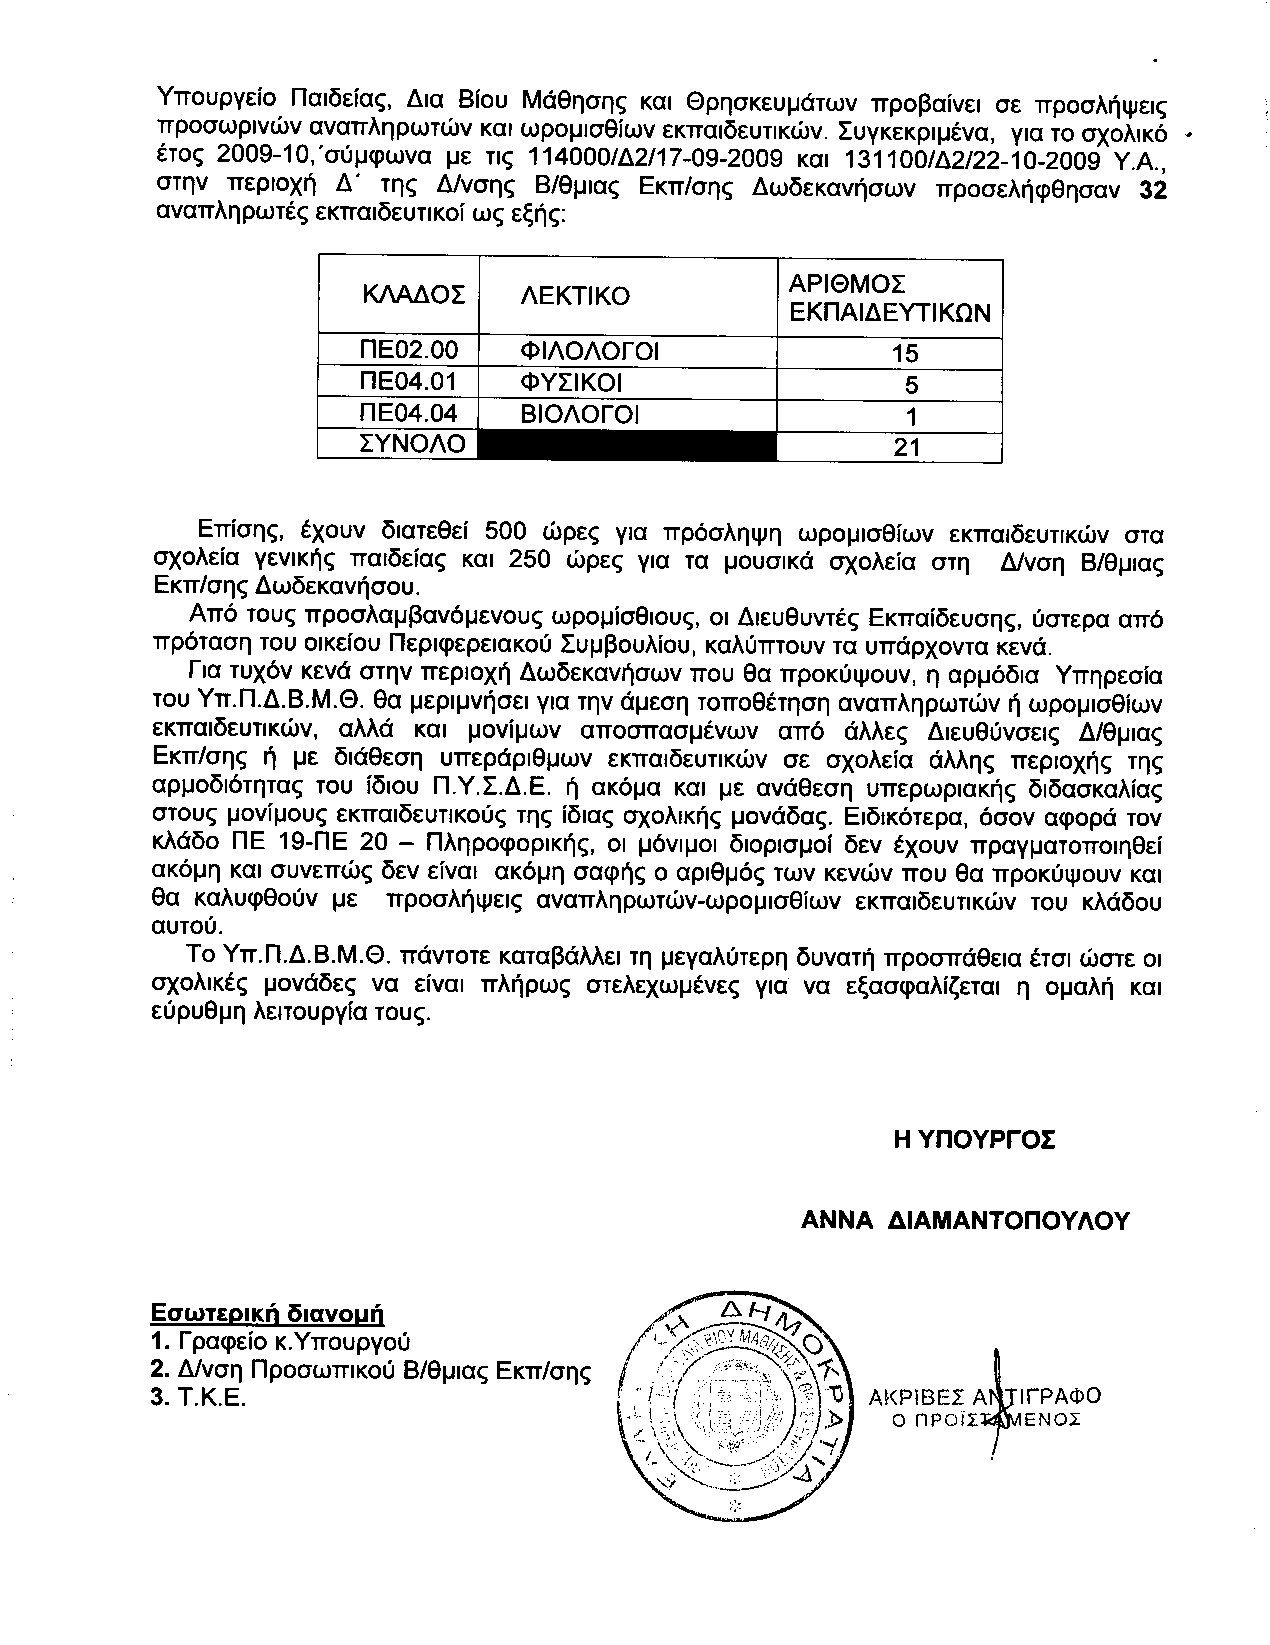 Υπουργείο Παιδείας, Δια Βίου Μάθησης και Θρησκευμάτων προβαίνει σε προσλήψεις
προσωρινών αναπληρωτών και ωρομισθίων εκπαιδευτικών. Συγκεκριμένα, για το σχολικό
έτος 2009-10,΄σύμφωνα με τις 114000/Δ2/17-09-2009 και 131100/Δ2/22-10-2009 Υ.Α.,
στην περιοχή Δ΄ της Δ/νσης Β/θμιας Εκπ/σης Δωδεκανήσων προσελήφθησαν 32
αναπληρωτές εκπαιδευτικοί ως εξής:
ΚΛΑΔΟΣ ΛΕΚΤΙΚΟ ΑΡΙΘΜΟΣ
ΕΚΠΑΙΔΕΥΤΙΚΩΝ
ΠΕ02.00 ΦΙΛΟΛΟΓΟΙ 15
ΠΕ04.01 ΦΥΣΙΚΟΙ 5
ΠΕ04.04 ΒΙΟΛΟΓΟΙ 1
ΣΥΝΟΛΟ 21
Επίσης, έχουν διατεθεί 500 ώρες για πρόσληψη ωρομισθίων εκπαιδευτικών στα
σχολεία γενικής παιδείας και 250 ώρες για τα μουσικά σχολεία στη Δ/νση Β/θμιας
Εκπ/σης Δωδεκανήσου.
Από τους προσλαμβανόμενους ωρομίσθιους, οι Διευθυντές Εκπαίδευσης, ύστερα από
πρόταση του οικείου Περιφερειακού Συμβουλίου, καλύπτουν τα υπάρχοντα κενά.
Για τυχόν κενά στην περιοχή Δωδεκανήσων που θα προκύψουν, η αρμόδια Υπηρεσία
του Υπ.Π.Δ.Β.Μ.Θ. θα μεριμνήσει για την άμεση τοποθέτηση αναπληρωτών ή ωρομισθίων
εκπαιδευτικών, αλλά και μονίμων αποσπασμένων από άλλες Διευθύνσεις Δ/θμιας
Εκπ/σης ή με διάθεση υπεράριθμων εκπαιδευτικών σε σχολεία άλλης περιοχής της
αρμοδιότητας του ίδιου Π.Υ.Σ.Δ.Ε. ή ακόμα και με ανάθεση υπερωριακής διδασκαλίας
στους μονίμους εκπαιδευτικούς της ίδιας σχολικής μονάδας. Ειδικότερα, όσον αφορά τον
κλάδο ΠΕ 19-ΠΕ 20 – Πληροφορικής, οι μόνιμοι διορισμοί δεν έχουν πραγματοποιηθεί
ακόμη και συνεπώς δεν είναι ακόμη σαφής ο αριθμός των κενών που θα προκύψουν και
θα καλυφθούν με προσλήψεις αναπληρωτών-ωρομισθίων εκπαιδευτικών του κλάδου
αυτού.
Το Υπ.Π.Δ.Β.Μ.Θ. πάντοτε καταβάλλει τη μεγαλύτερη δυνατή προσπάθεια έτσι ώστε οι
σχολικές μονάδες να είναι πλήρως στελεχωμένες για να εξασφαλίζεται η ομαλή και
εύρυθμη λειτουργία τους.
Η ΥΠΟΥΡΓΟΣ
ΑΝΝΑ ΔΙΑΜΑΝΤΟΠΟΥΛΟΥ
Εσωτερική διανομή
1. Γραφείο κ.Υπουργού
2. Δ/νση Προσωπικού Β/θμιας Εκπ/σης
3. Τ.Κ.Ε.
ΕΛΛΗΝΙΚΗ ΔΗΜΟΚΡΑΤΙΑ
ΒΙΟΥ ΜΑΘΗΣΗΣ &
ΑΚΡΙΒΕΣ ΑΝΤΙΓΡΑΦΟ
Ο ΠΡΟΪΣΤΑΜΕΝΟΣ